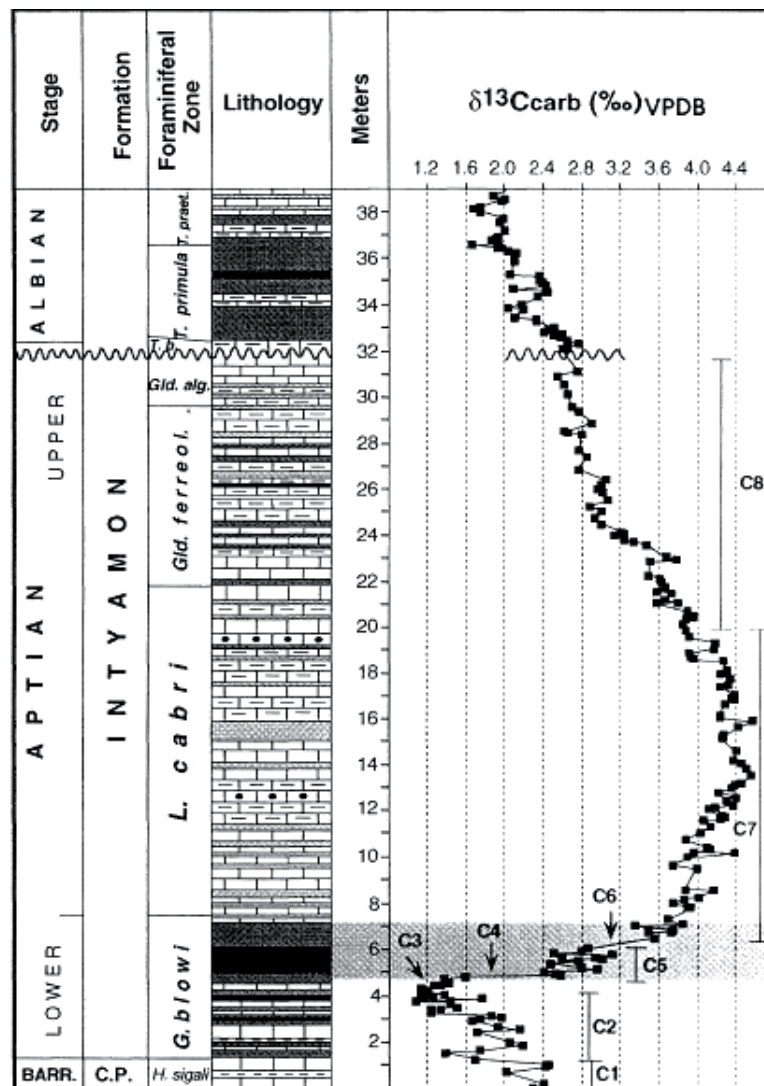 Stage
Formation
Foraminiferal Zone
Lithology
Meters
δ13Ccarb (‰)VPDB
1.2 2.0 2.4 2.8 3.2 3.6 4.0 4.4
ALBIAN
UPPER
APTIAN
LOWER
BARR.
INTYAMON
C.P.
T. praet.
T. primula
T. b.
Gld. alg.
Gld. ferreol.
L. cabri
G. blowi
H. sigali
38
36
34
32
30
28
26
24
22
20
18
16
14
12
10
8
6
4
2
C8
C7
C6
C3
C4
C5
C2
C1